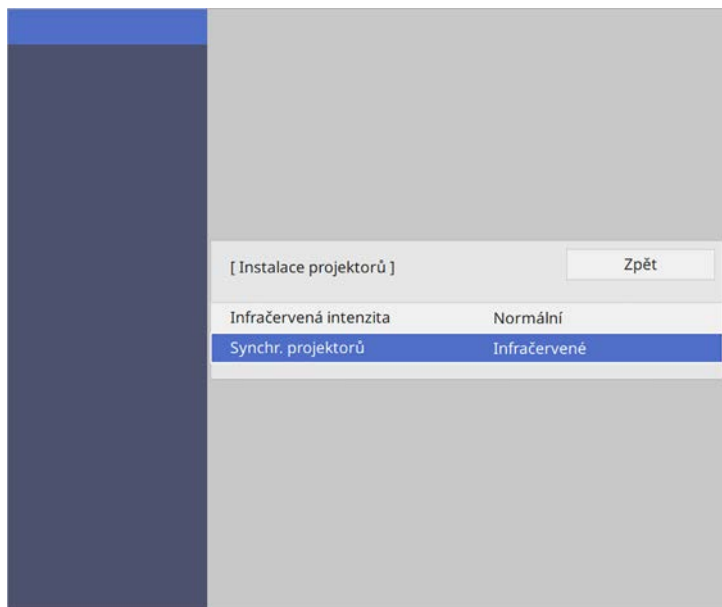 [ Instalace projektorů ]
Zpět
Infračervená intenzita Normální
Synchr. projektorů Infračervené